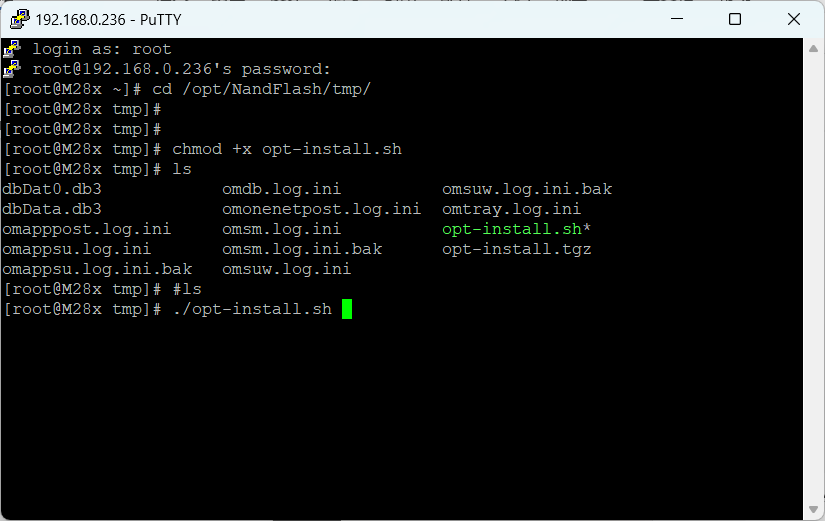 192.168.0.236 - PuTTY
login as: root
root@192.168.0.236's password:
[root@M28x ~]# cd /opt/NandFlash/tmp/
[root@M28x tmp]#
[root@M28x tmp]#
[root@M28x tmp]# chmod +x opt-install.sh
[root@M28x tmp]# ls
dbDat0.db3 omdb.log.ini omsuw.log.ini.bak
dbData.db3 omonenetpost.log.ini omtray.log.ini
omapppost.log.ini omsm.log.ini opt-install.sh*
omappsu.log.ini omsm.log.ini.bak opt-install.tgz
omappsu.log.ini.bak omsuw.log.ini
[root@M28x tmp]# #ls
[root@M28x tmp]# ./opt-install.sh